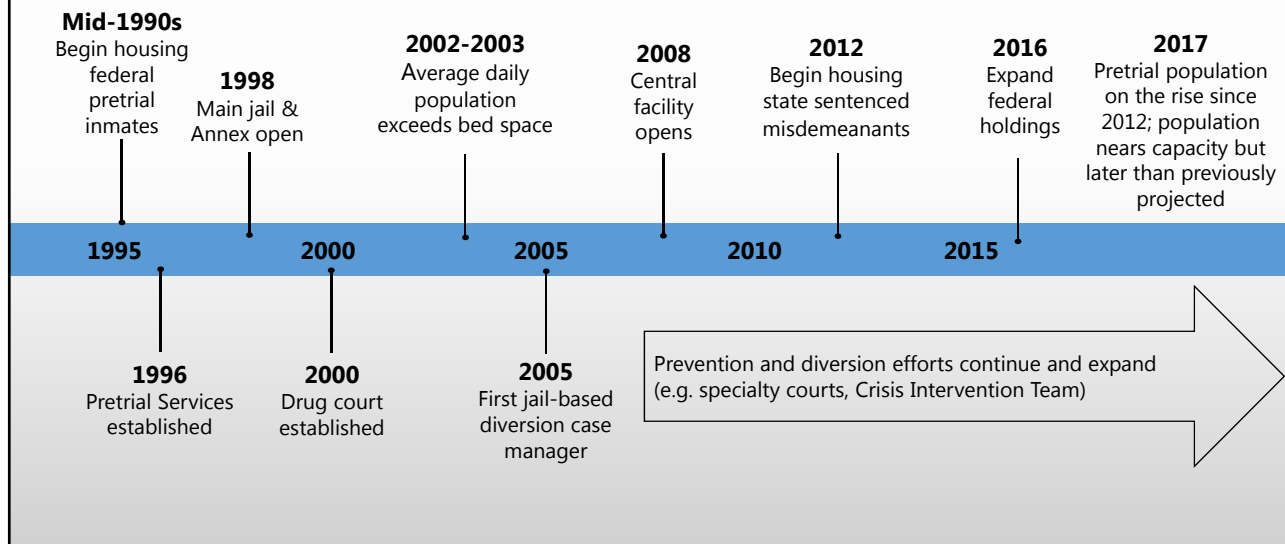 Mid-1990s
Begin housing
federal
pretrial
inmates
1998
Main jail &
Annex open
2002-2003
Average daily
population
exceeds bed space
2008
Central
facility
opens
2012
Begin housing
state sentenced
misdemeanants
2016
Expand
federal
holdings
2017
Pretrial population
on the rise since
2012; population
nears capacity but
later than previously
projected
1995
2000
2005
2010
2015
1996
Pretrial Services
established
2000
Drug court
established
2005
First jail-based
diversion case
manager
Prevention and diversion efforts continue and expand
(e.g. specialty courts, Crisis Intervention Team)